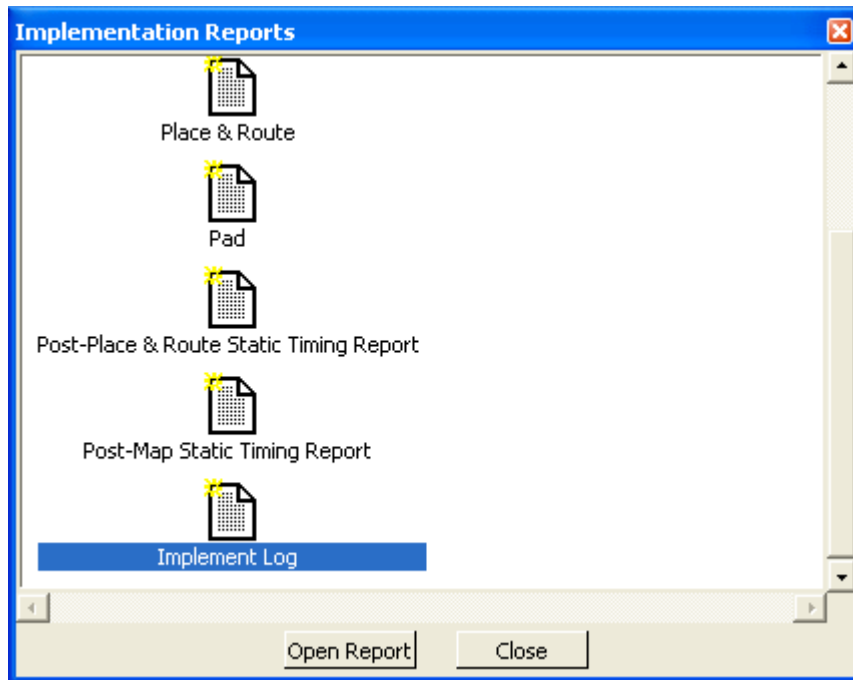 Implementation Reports
Place & Route
Pad
Post-Place & Route Static Timing Report
Post-Map Static Timing Report
Implement Log
Open Report
Close